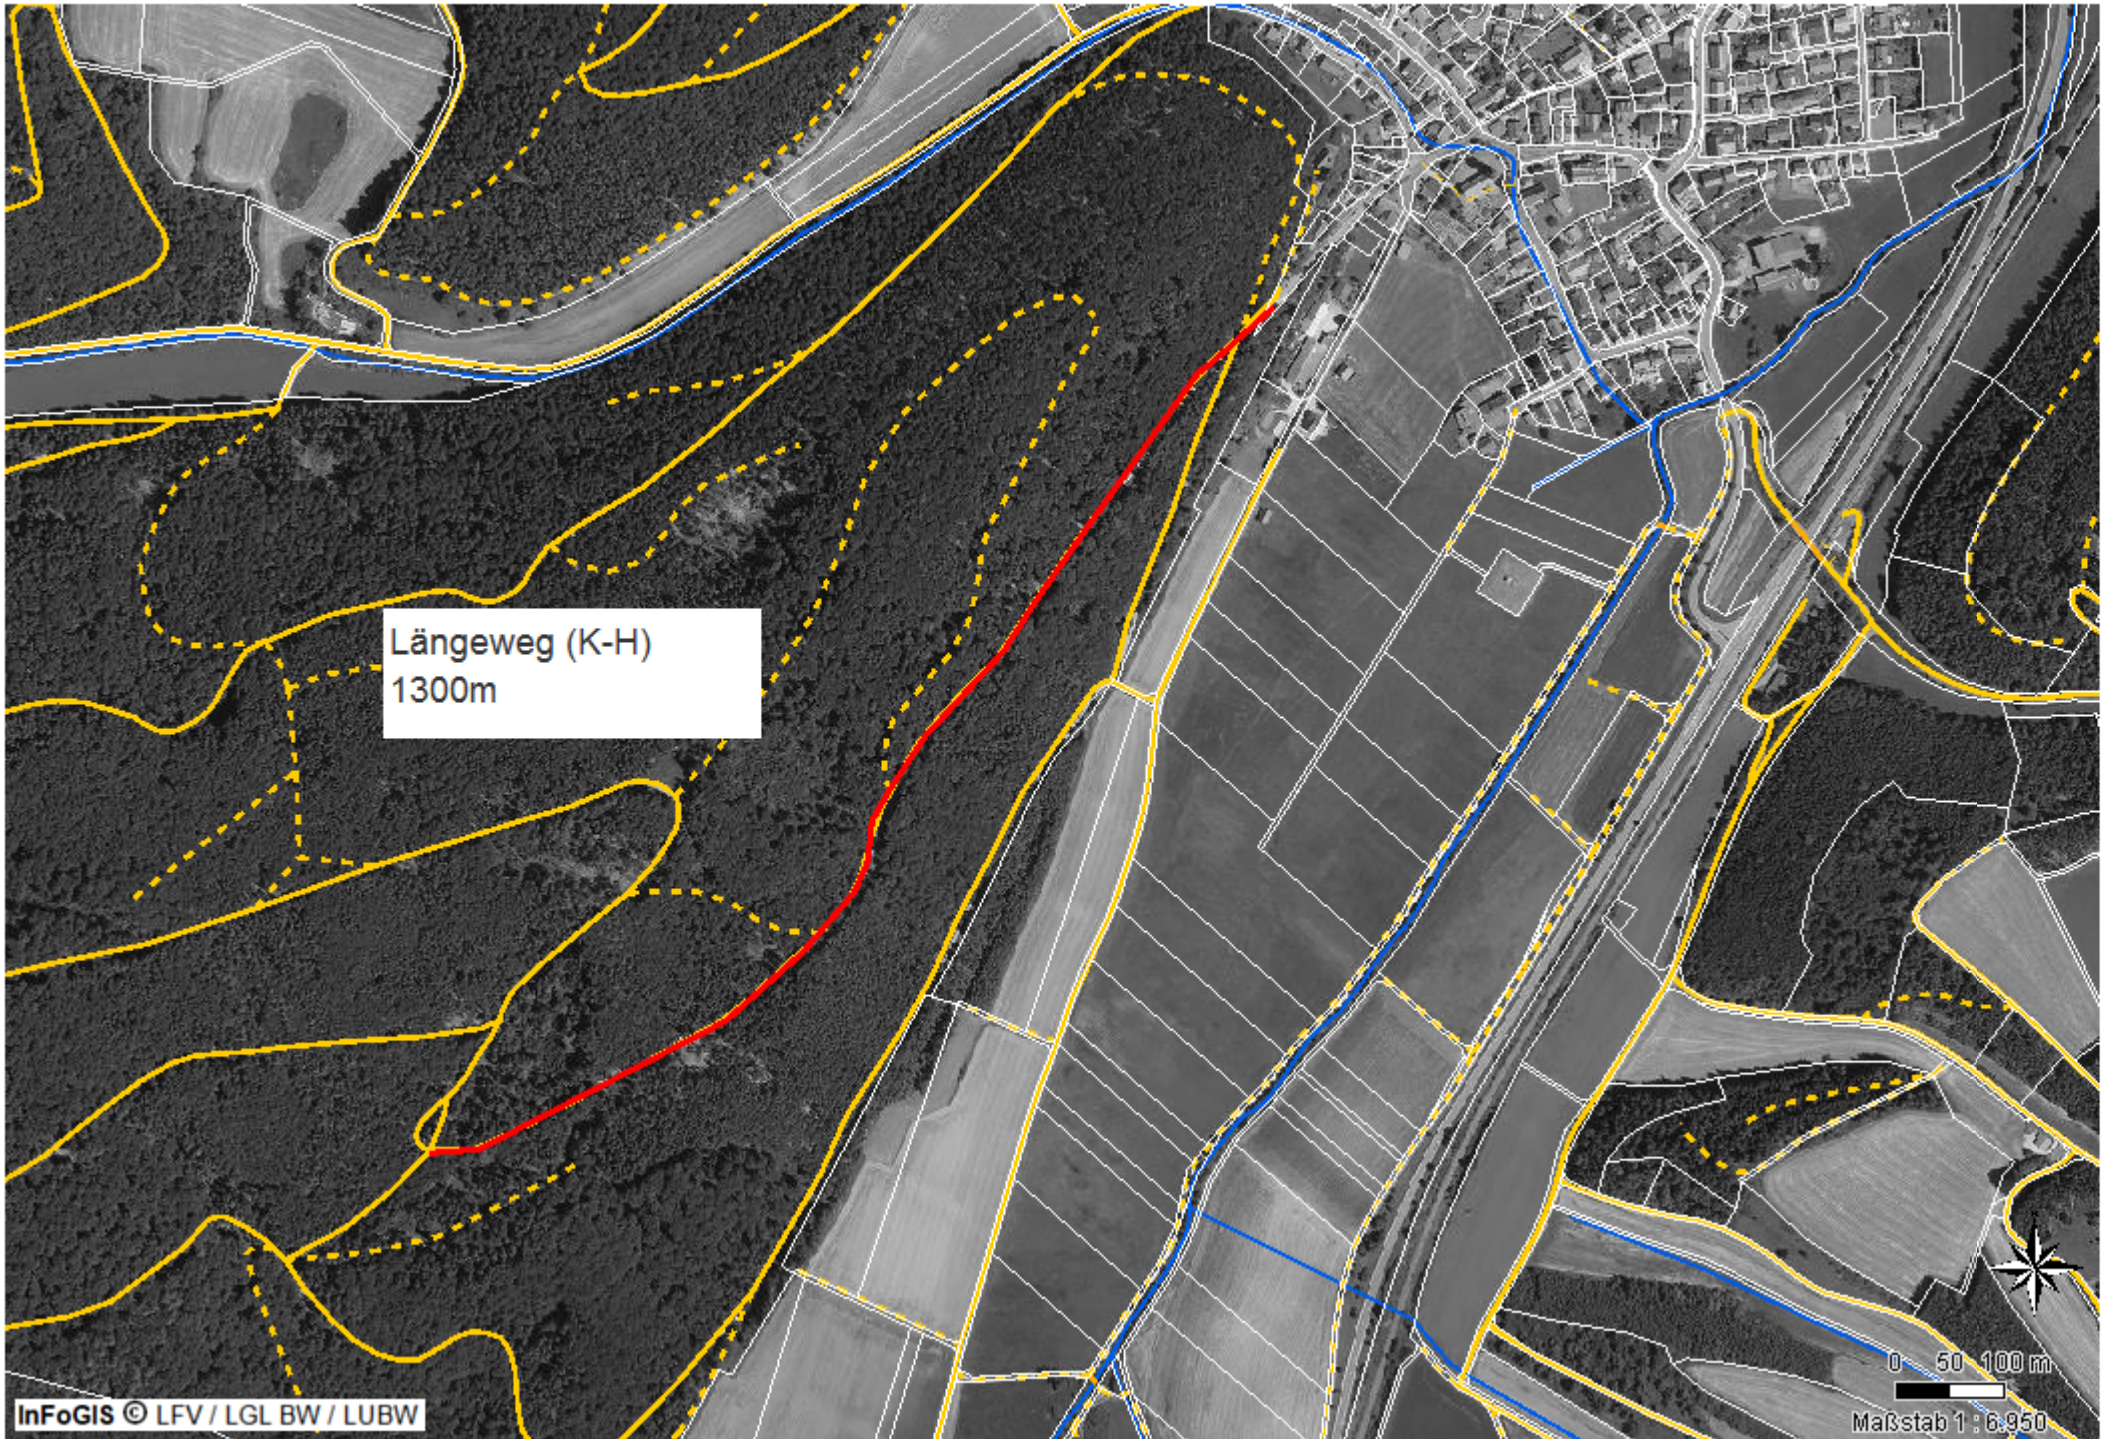 Längeweg (K-H)
1300m
0 50 100 m
Maßstab 1 : 6.950
InFoGIS © LFV / LGL BW / LUBW